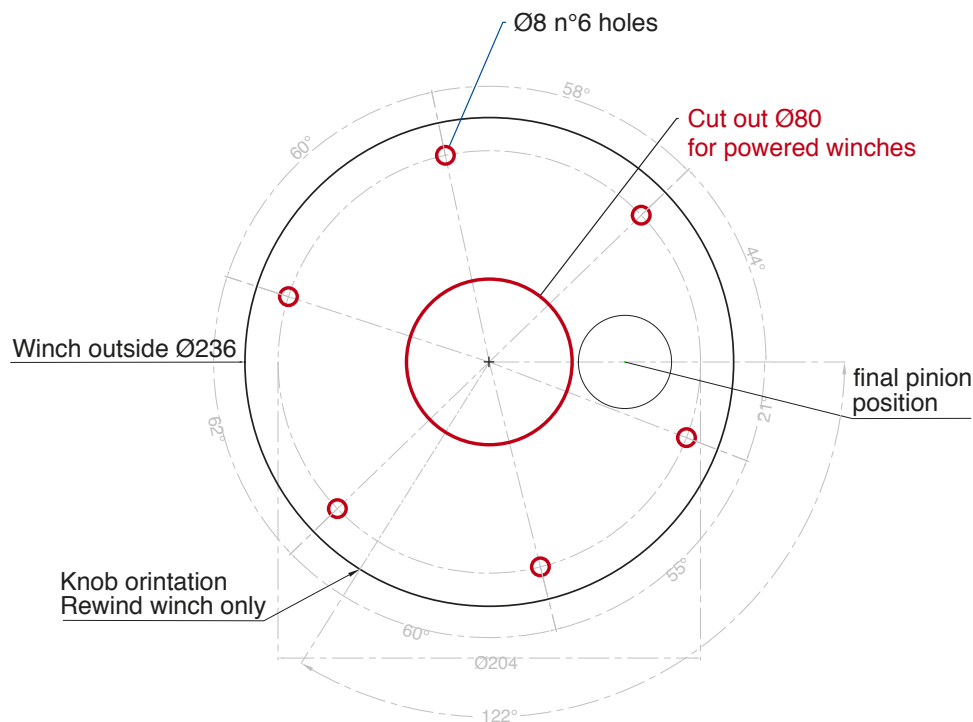 Ø8 n°6 holes
58°
Cut out Ø80
for powered winches
60°
44°
Winch outside Ø236
final pinion
position
21°
62°
55°
Knob orintation
Rewind winch only
60°
Ø204
122°